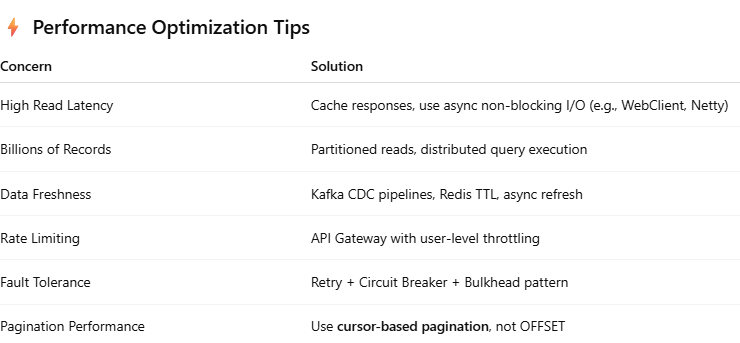 ⚡ Performance Optimization Tips
Concern Solution
High Read Latency Cache responses, use async non-blocking I/O (e.g., WebClient, Netty)
Billions of Records Partitioned reads, distributed query execution
Data Freshness Kafka CDC pipelines, Redis TTL, async refresh
Rate Limiting API Gateway with user-level throttling
Fault Tolerance Retry + Circuit Breaker + Bulkhead pattern
Pagination Performance Use cursor-based pagination, not OFFSET